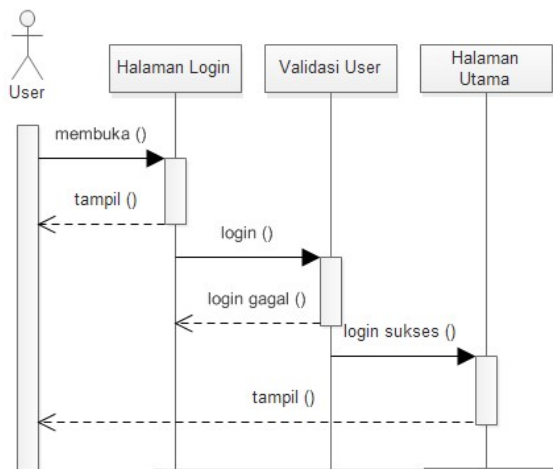 User
Halaman Login
Validasi User
Halaman
Utama
membuka ()
tampil ()
login ()
login gagal ()
login sukses ()
tampil ()